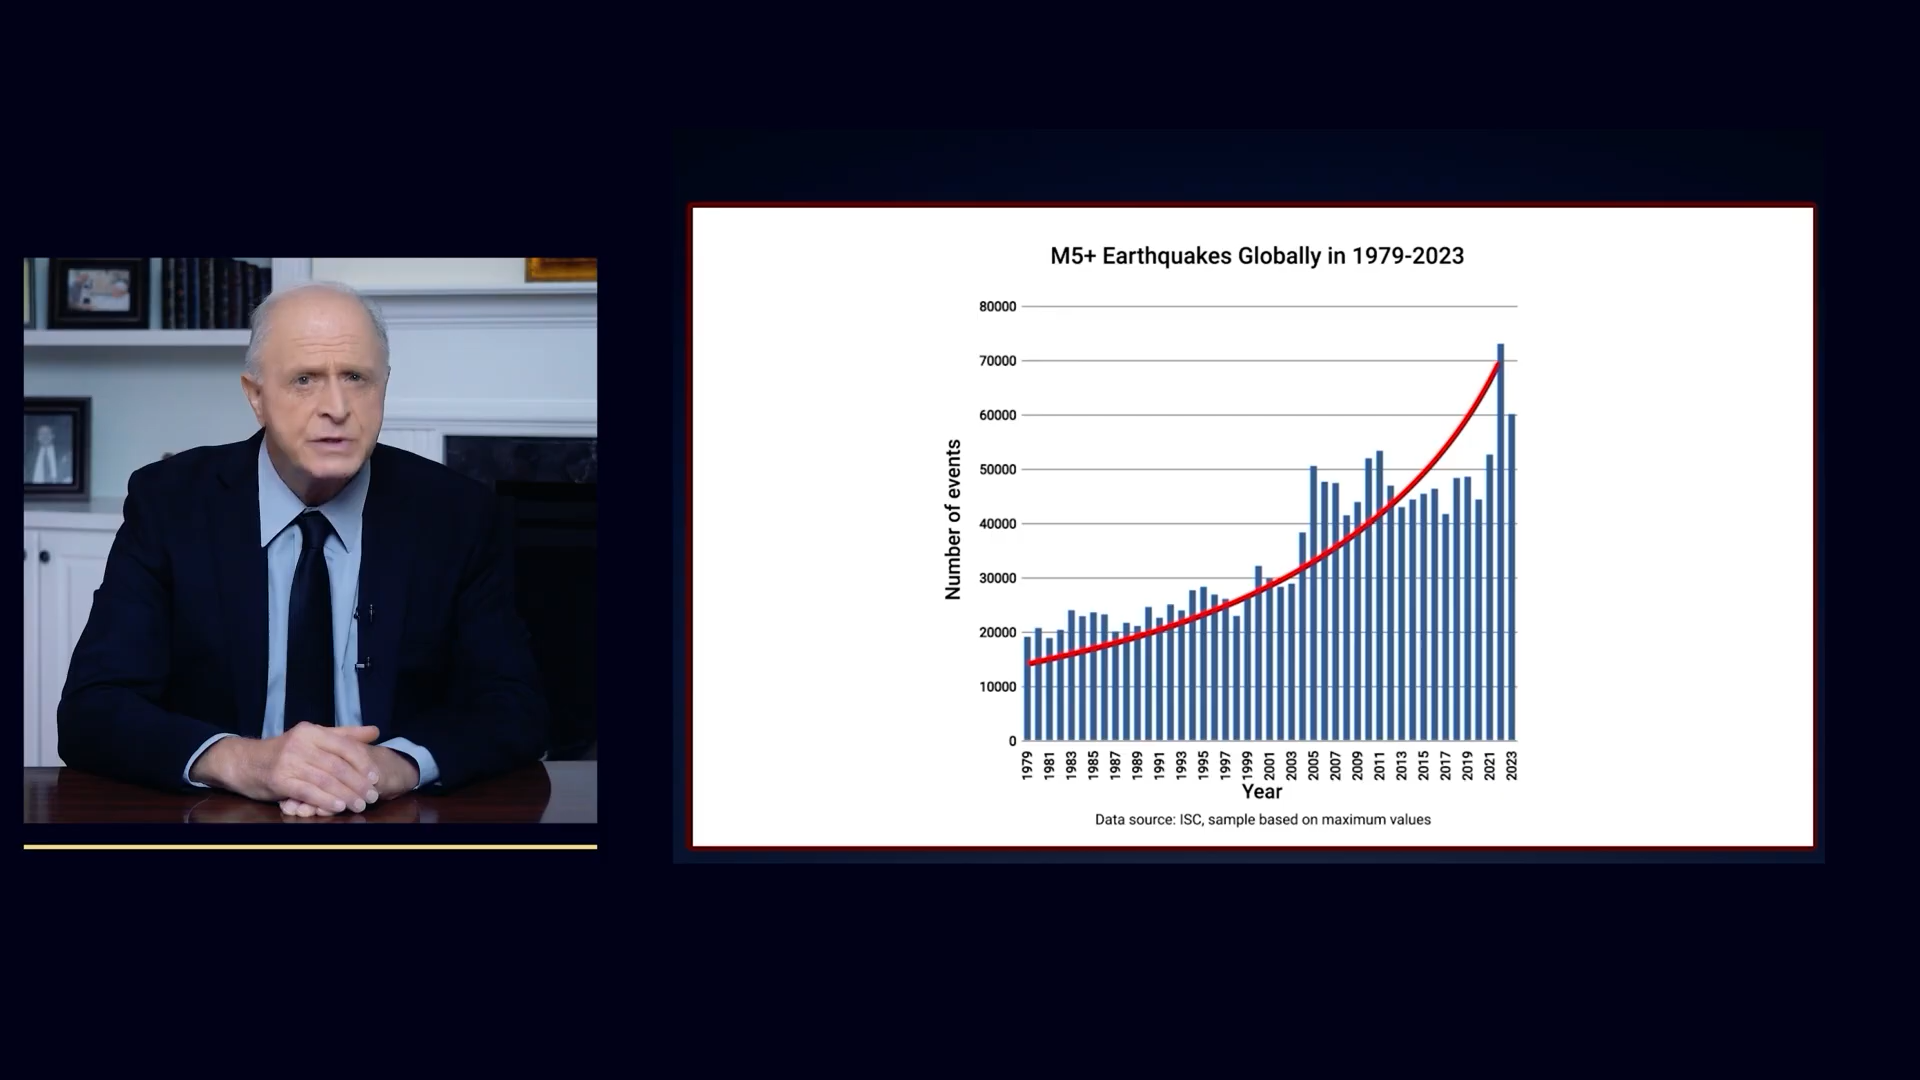 M5+ Earthquakes Globally in 1979-2023
Number of events
80000
70000
60000
50000
40000
30000
20000
10000
0
1979 1981 1983 1985 1987 1989 1991 1993 1995 1997 1999 2001 2003 2005 2007 2009 2011 2013 2015 2017 2019 2021 2023
Year
Data source: ISC, sample based on maximum values